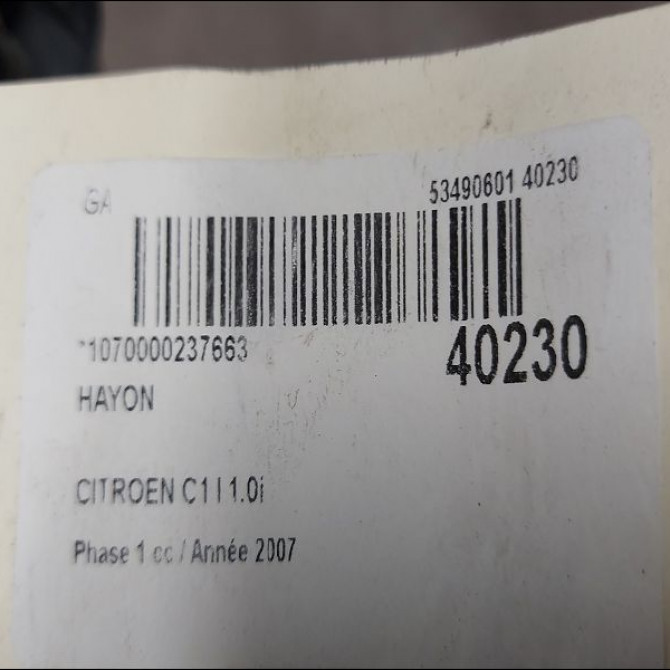 GA
53490601 40230
*1070000237663
40230
HAYON
CITROEN C1 I 1.0i
Phase 1 cc / Année 2007